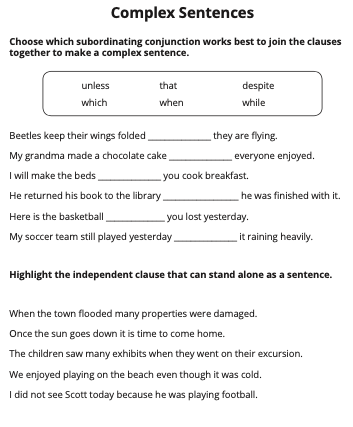 Complex Sentences
Choose which subordinating conjunction works best to join the clauses
together to make a complex sentence.
unless that despite
which when while
Beetles keep their wings folded ______________ they are flying.
My grandma made a chocolate cake ______________ everyone enjoyed.
I will make the beds ______________ you cook breakfast.
He returned his book to the library _________________ he was finished with it.
Here is the basketball _____________ you lost yesterday.
My soccer team still played yesterday ______________ it raining heavily.
Highlight the independent clause that can stand alone as a sentence.
When the town flooded many properties were damaged.
Once the sun goes down it is time to come home.
The children saw many exhibits when they went on their excursion.
We enjoyed playing on the beach even though it was cold.
I did not see Scott today because he was playing football.